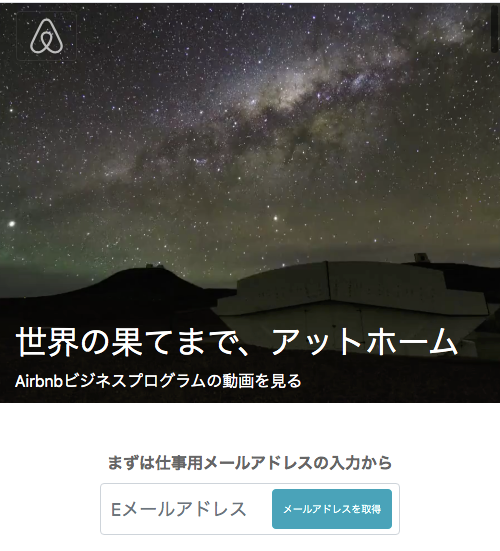 世界の果てまで、アットホーム
Airbnbビジネスプログラムの動画を見る
まずは仕事用メールアドレスの入力から
Eメールアドレス
メールアドレスを取得